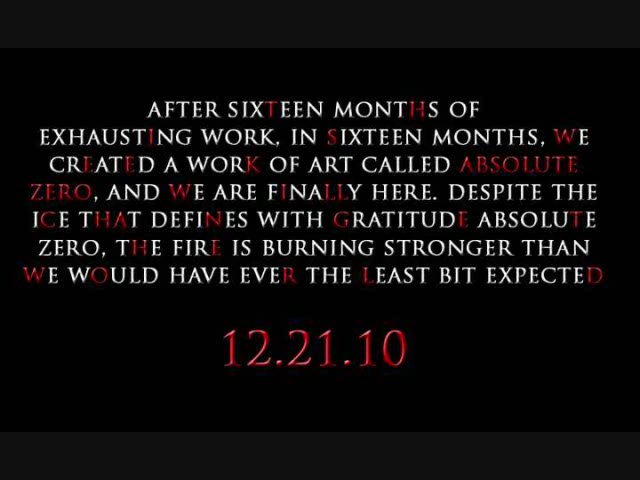 AFTER SIXTEEN MONTHS OF
EXHAUSTING WORK, IN SIXTEEN MONTHS, WE
CREATED A WORK OF ART CALLED ABSOLUTE
ZERO, AND WE ARE FINALLY HERE. DESPITE THE
ICE THAT DEFINES WITH GRATITUDE ABSOLUTE
ZERO, THE FIRE IS BURNING STRONGER THAN
WE WOULD HAVE EVER THE LEAST BIT EXPECTED
12.21.10